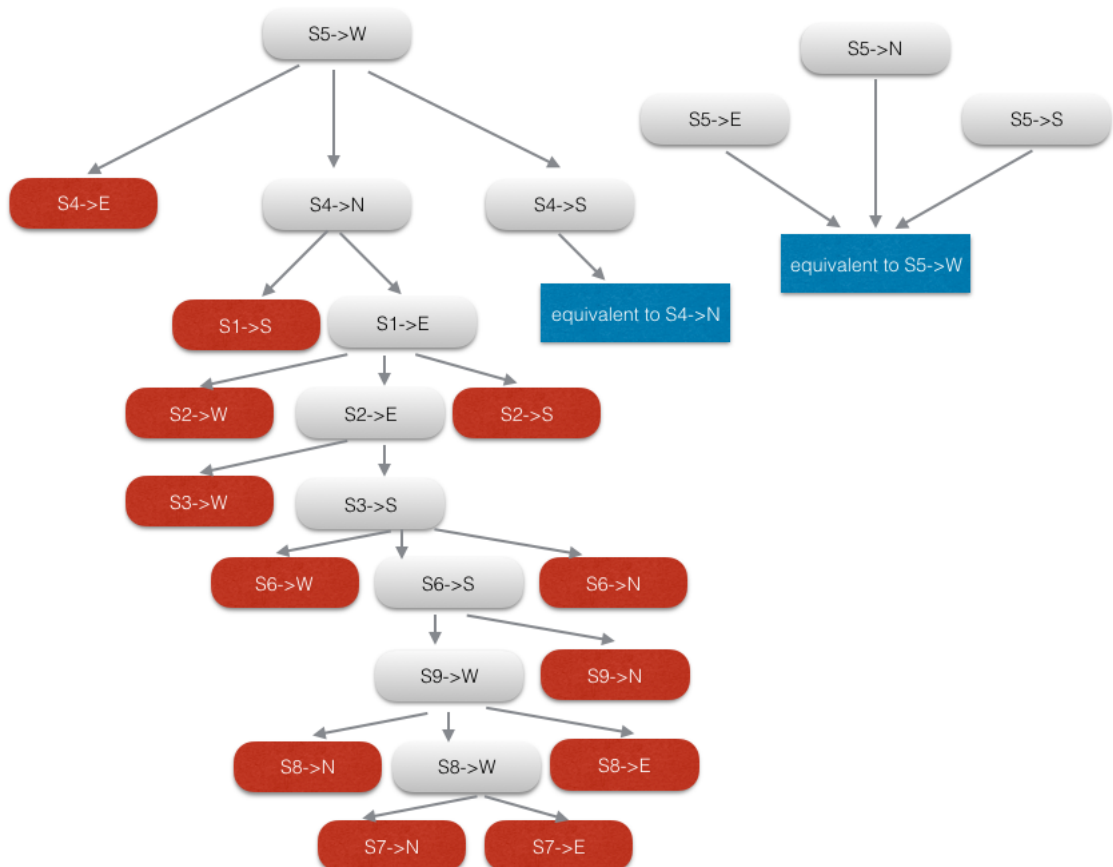 S5->W
S5->N
S5->E
S5->S
S4->E
S4->N
S4->S
equivalent to S5->W
S1->S
S1->E
equivalent to S4->N
S2->W
S2->E
S2->S
S3->W
S3->S
S6->W
S6->S
S6->N
S9->W
S9->N
S8->N
S8->W
S8->E
S7->N
S7->E